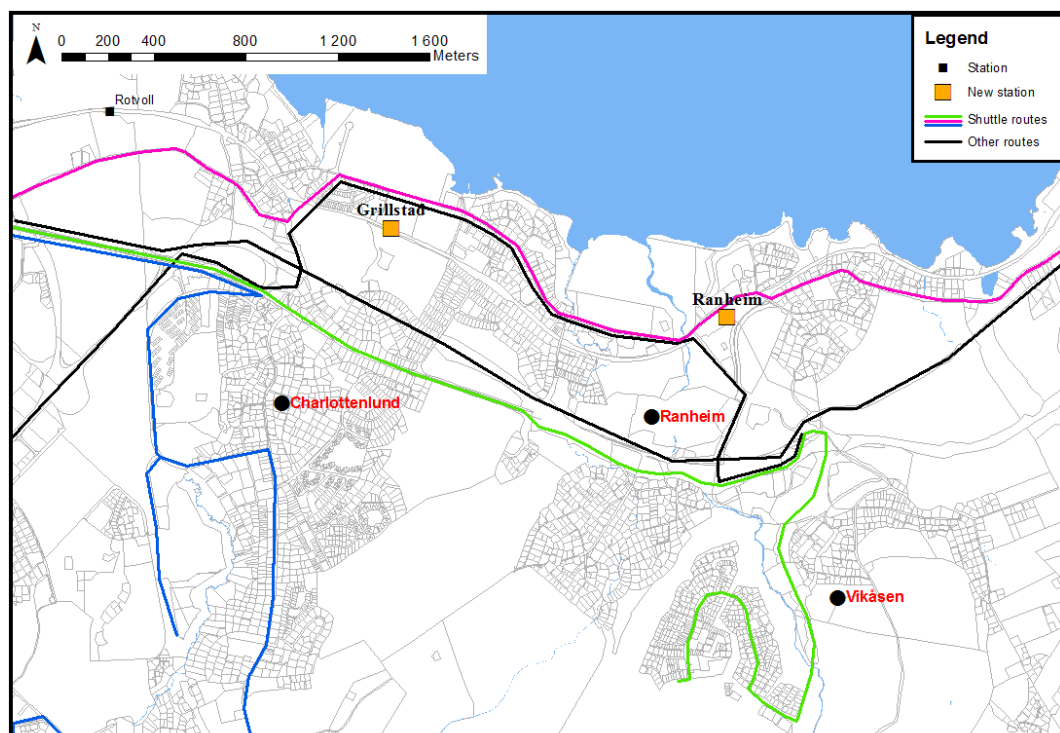 N
0 200 400 800 1 200 1 600
Meters
Legend
Station
New station
Shuttle routes
Other routes
Rotvoll
Grillstad
Ranheim
Charlottenlund
Ranheim
Vikåsen